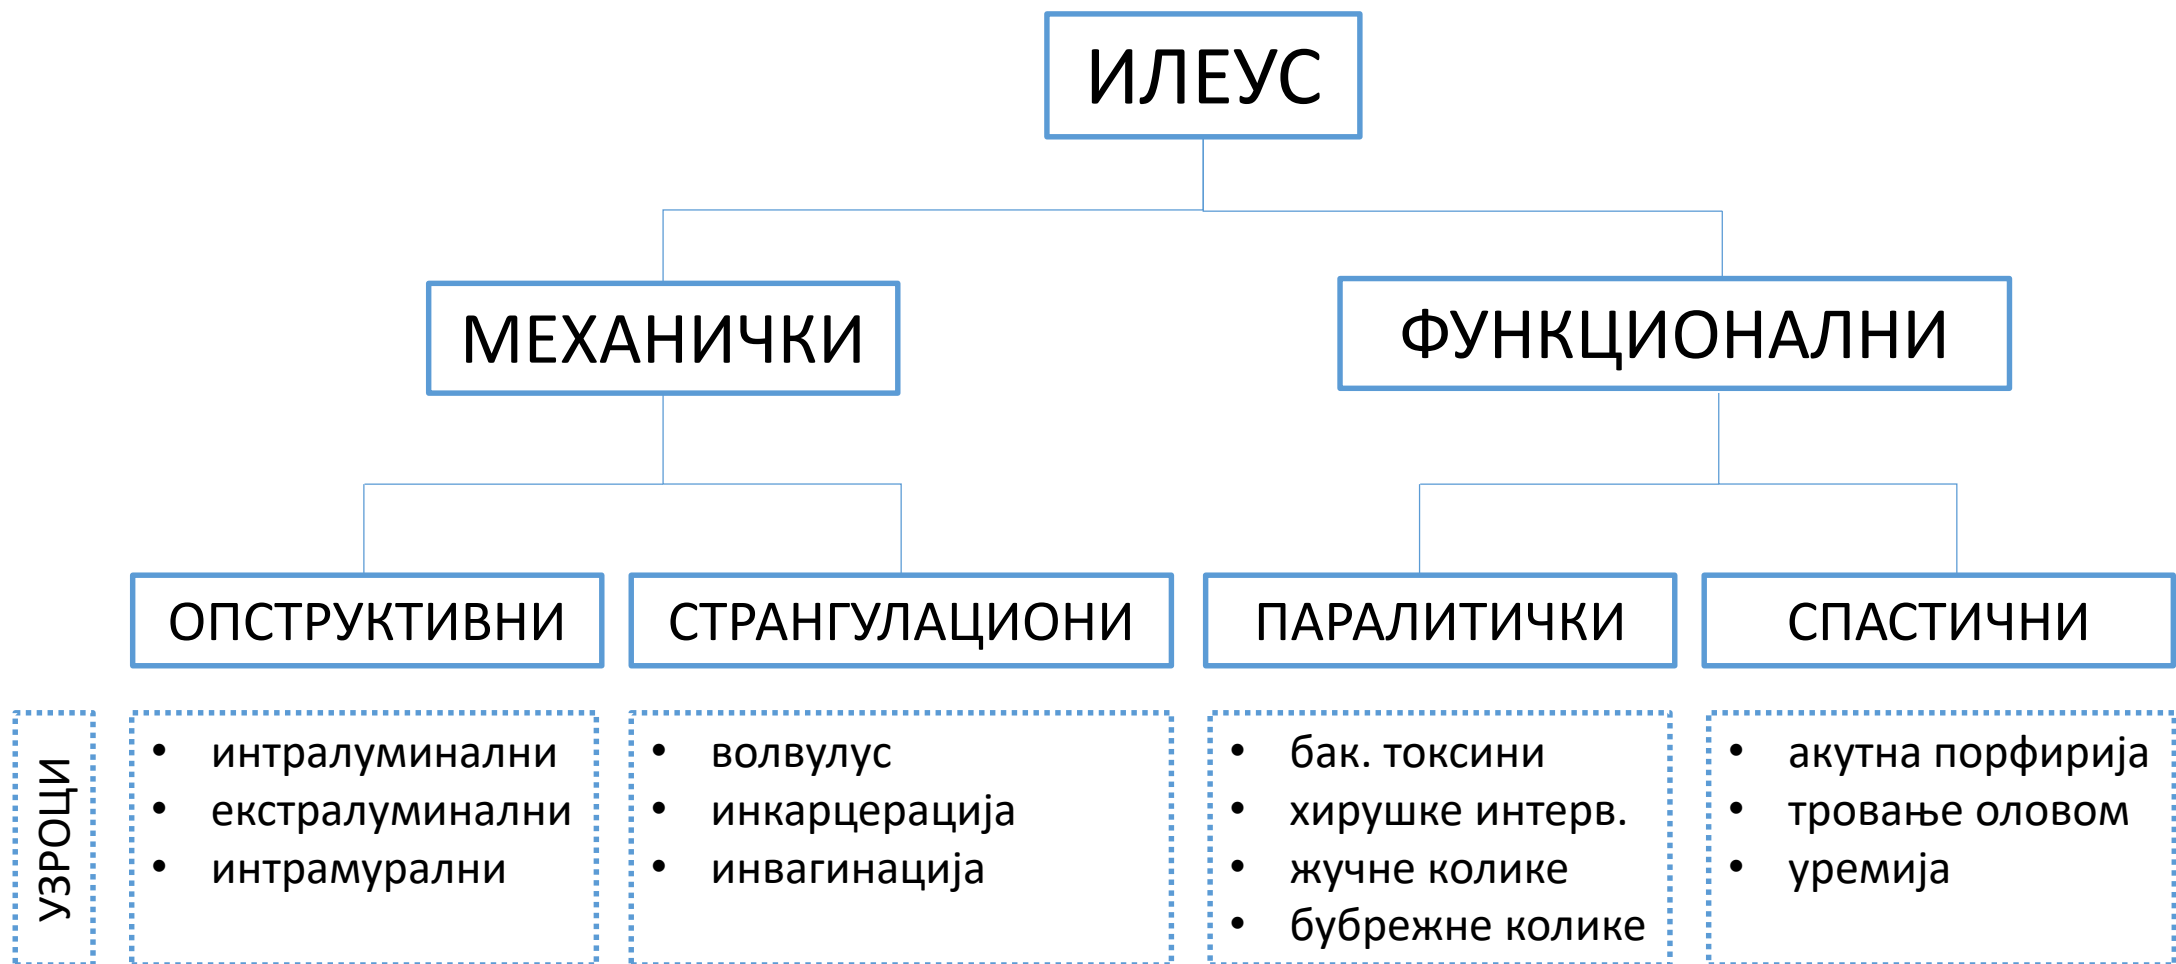 ИЛЕУС
МЕХАНИЧКИ
ФУНКЦИОНАЛНИ
ОПСТРУКТИВНИ
СТРАНГУЛАЦИОНИ
ПАРАЛИТИЧКИ
СПАСТИЧНИ
УЗРОЦИ
• интралуминални
• екстралуминални
• интрамурални
• волвулус
• инкарцерација
• инвагинација
• бак. токсини
• хирушке интерв.
• жучне колике
• бубрежне колике
• акутна порфирија
• тровање оловом
• уремија